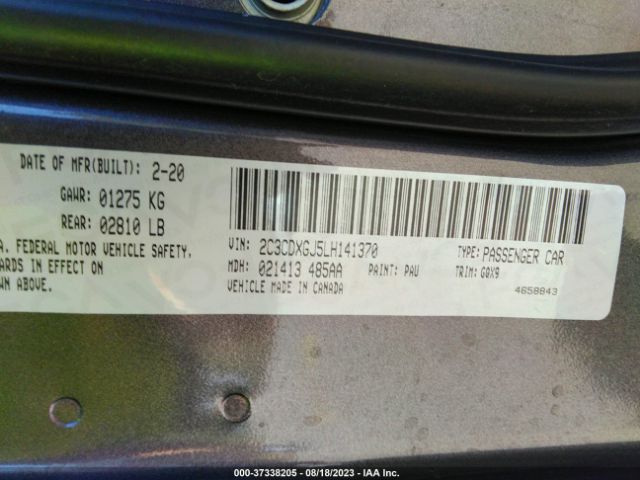 DATE OF MFR(BUILT): 2-20
GAWR: 01275 KG
REAR: 02810 LB
A. FEDERAL MOTOR VEHICLE SAFETY,
ARDS IN EFFECT ON
WN ABOVE.
VIN: 2C3CDXGJ5LH141370
TYPE: PASSENGER CAR
MDH: 021413 485AA
PAINT: PAU
TRIM: GQX9
VEHICLE MADE IN CANADA
4658843
000-37338205 - 08/18/2023 - IAA Inc.